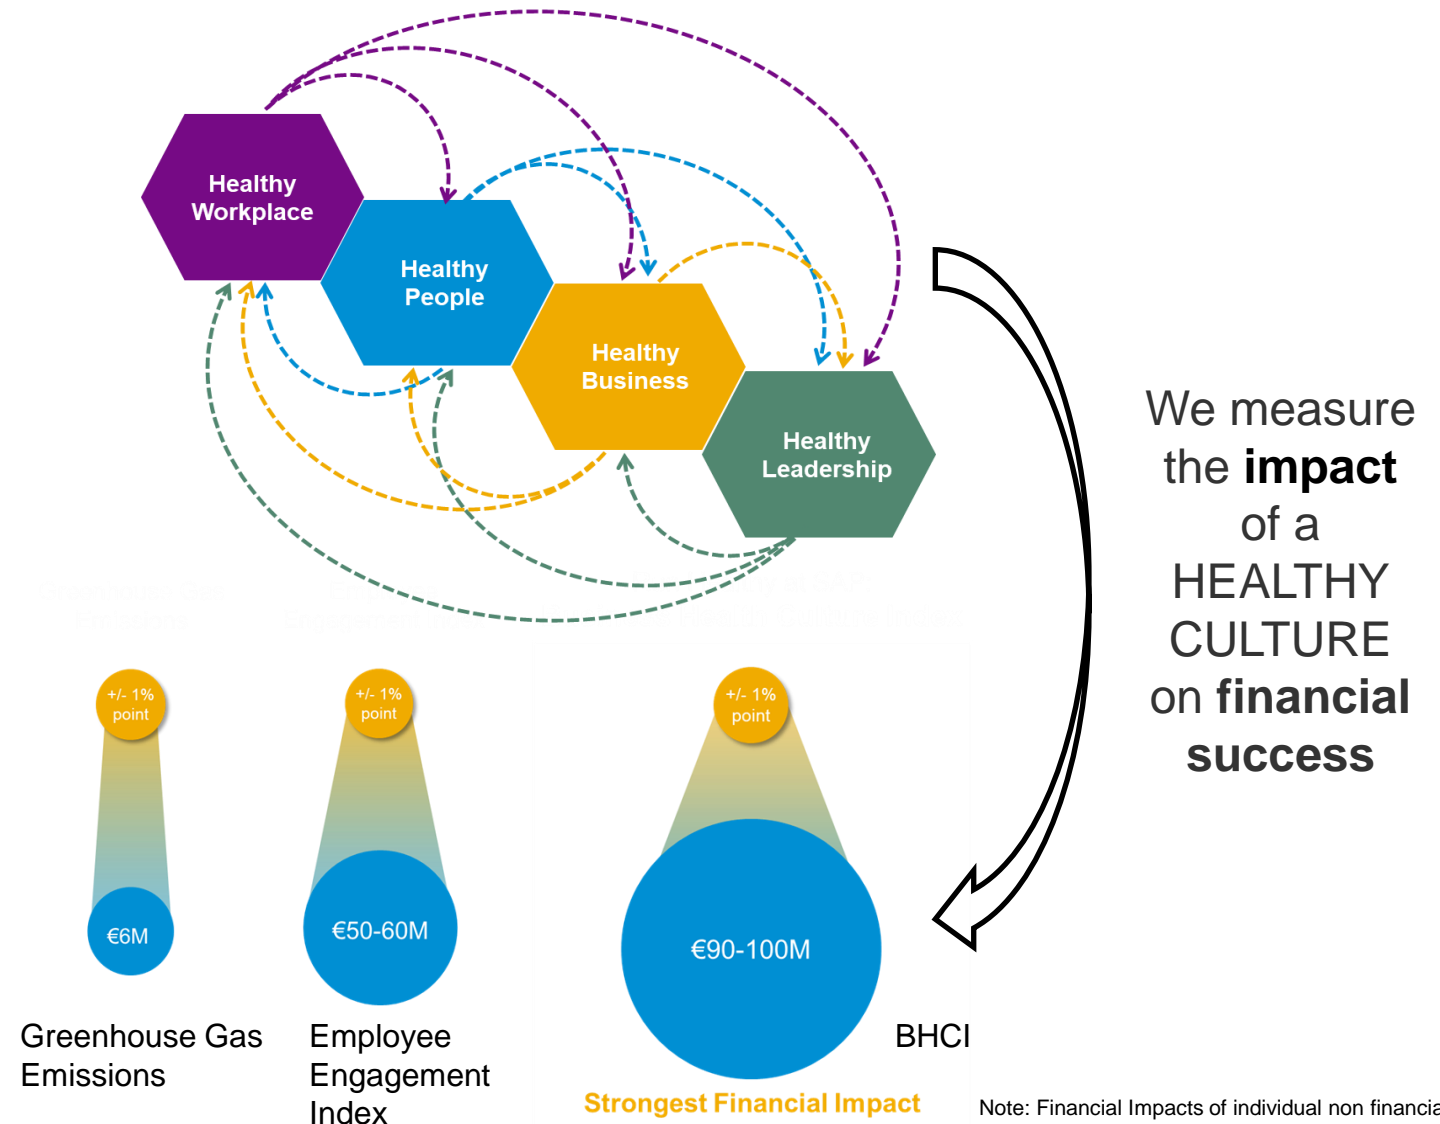 Healthy
Workplace
Healthy
People
Healthy
Business
Healthy
Leadership
We measure
the impact
of a
HEALTHY
CULTURE
on financial
success
+/- 1%
point
+/- 1%
point
+/- 1%
point
€6M
€50-60M
€90-100M
Greenhouse Gas
Emissions
Employee
Engagement
Index
BHCI
Strongest Financial Impact
Note: Financial Impacts of individual non